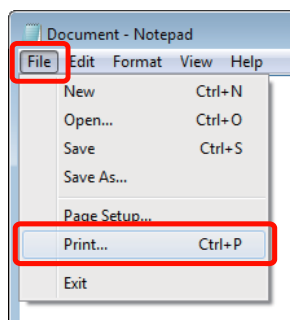 Document - Notepad
File Edit Format View Help
New Ctrl+N
Open... Ctrl+O
Save Ctrl+S
Save As...
Page Setup...
Print... Ctrl+P
Exit